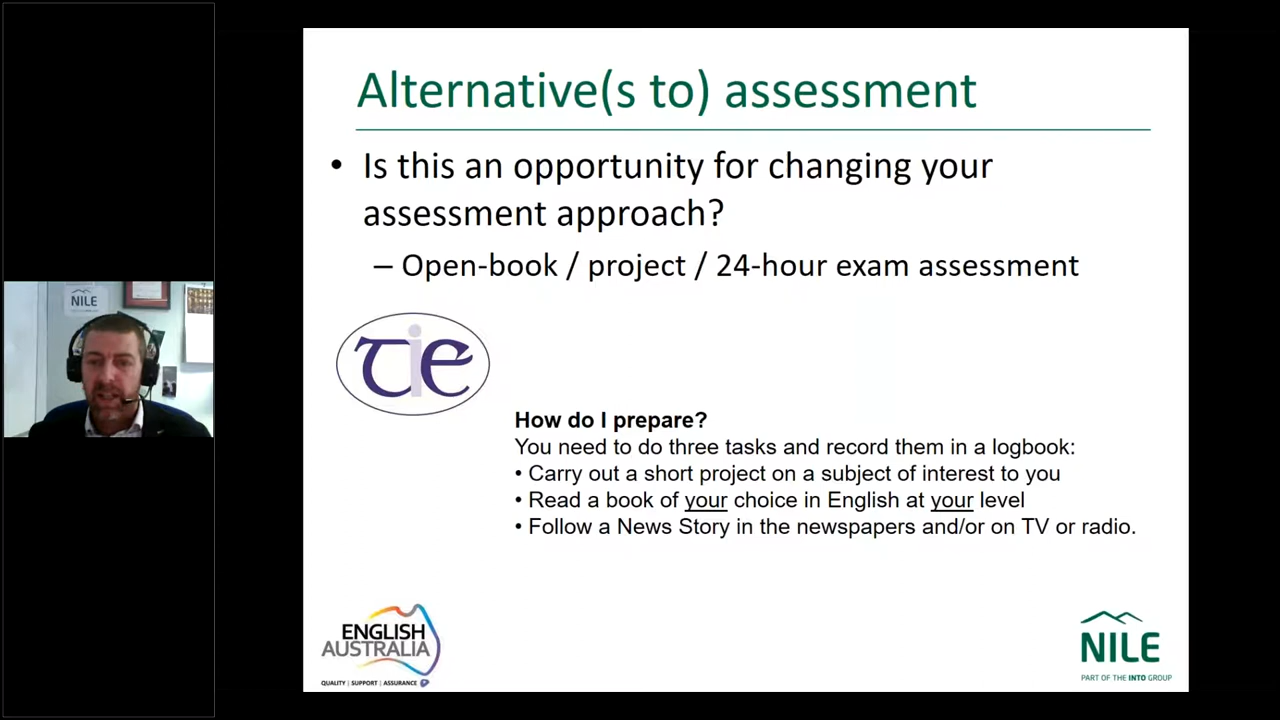 Alternative(s to) assessment
• Is this an opportunity for changing your
assessment approach?
– Open-book / project / 24-hour exam assessment
tie
How do I prepare?
You need to do three tasks and record them in a logbook:
• Carry out a short project on a subject of interest to you
• Read a book of your choice in English at your level
• Follow a News Story in the newspapers and/or on TV or radio.
NILE
ENGLISH
AUSTRALIA
QUALITY | SUPPORT | ASSURANCE
NILE
PART OF THE INTO GROUP